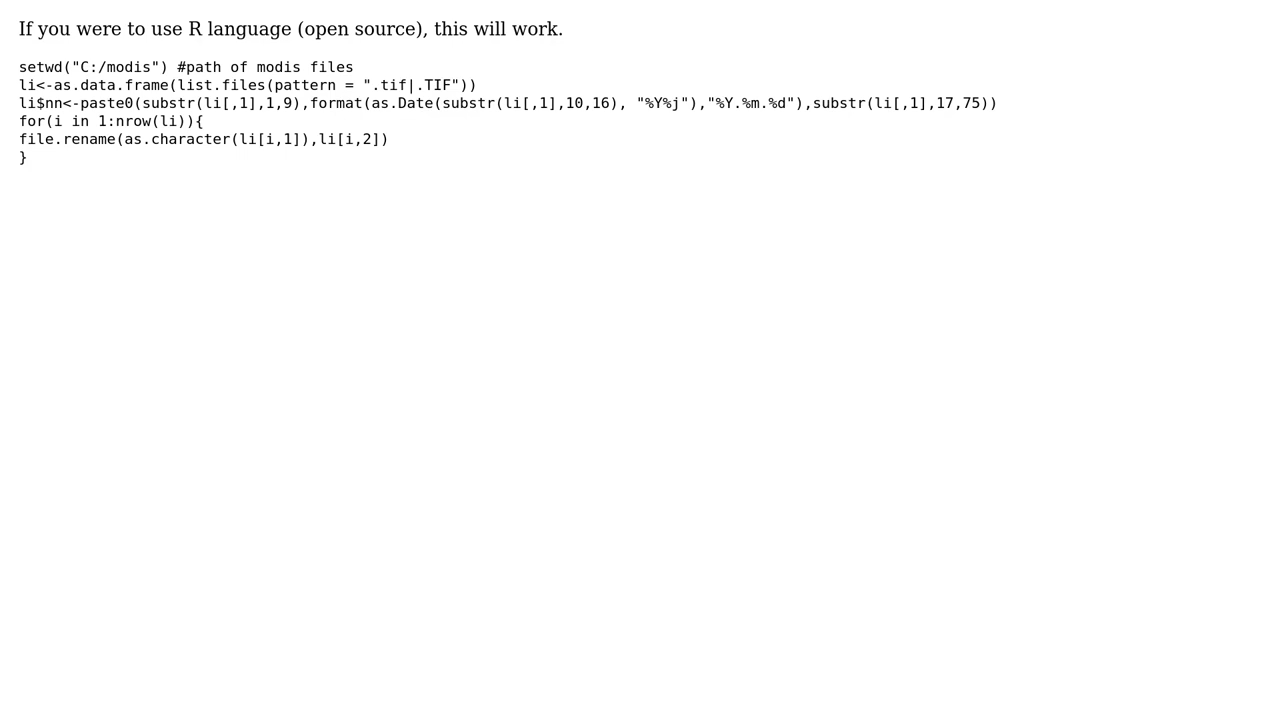 If you were to use R language (open source), this will work.
setwd("C:/modis") #path of modis files
li<-as.data.frame(list.files(pattern = ".tif|.TIF"))
li$nn<-paste0(substr(li[,1],1,9),format(as.Date(substr(li[,1],10,16), "%Y%j"),"%Y.%m.%d"),substr(li[,1],17,75))
for(i in 1:nrow(li)){
file.rename(as.character(li[i,1]),li[i,2])
}